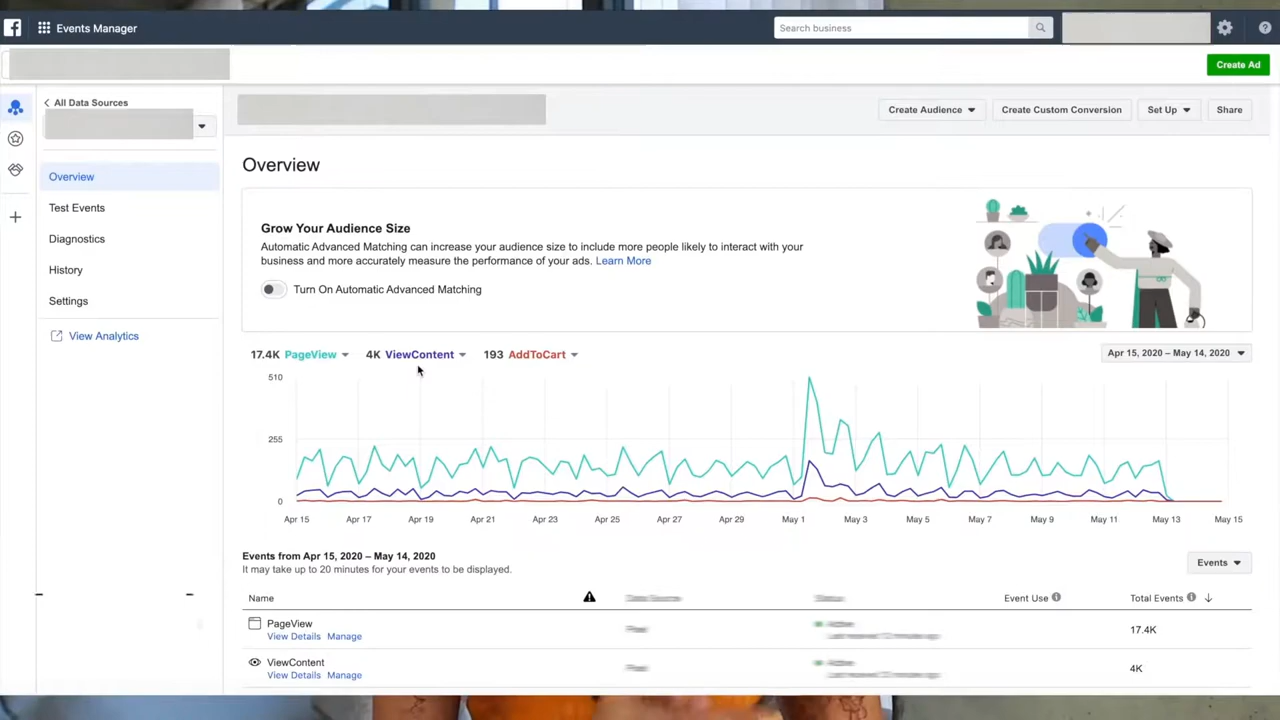 Events Manager
Search business
Create Ad
All Data Sources
Create Audience
Create Custom Conversion
Set Up
Share
Overview
Test Events
Diagnostics
History
Settings
View Analytics
Overview
Grow Your Audience Size
Automatic Advanced Matching can increase your audience size to include more people likely to interact with your
business and more accurately measure the performance of your ads. Learn More
Turn On Automatic Advanced Matching
17.4K PageView 4K ViewContent 193 AddToCart
Apr 15, 2020 – May 14, 2020
510
255
0
Apr 15 Apr 17 Apr 19 Apr 21 Apr 23 Apr 25 Apr 27 Apr 29 May 1 May 3 May 5 May 7 May 9 May 11 May 13 May 15
Events from Apr 15, 2020 – May 14, 2020
It may take up to 20 minutes for your events to be displayed.
Events
Name Event Use Total Events
PageView
View Details Manage
17.4K
ViewContent
View Details Manage
4K